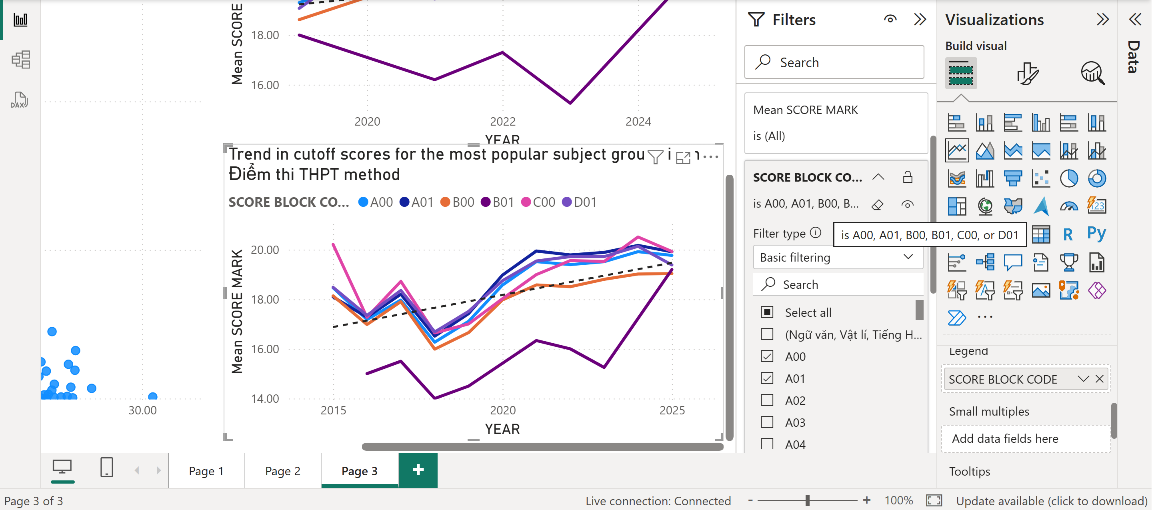 Mean SCORE
18.00
16.00
2020
2022
2024
YEAR
Trend in cutoff scores for the most popular subject grou
Điểm thi THPT method
SCORE BLOCK CO... A00 A01 B00 B01 C00 D01
Mean SCORE MARK
20.00
18.00
16.00
14.00
2015
2020
2025
YEAR
30.00
DAX
Filters
Search
Mean SCORE MARK
is (All)
SCORE BLOCK CO...
is A00, A01, B00, B...
Filter type
is A00, A01, B00, B01, C00, or D01
Basic filtering
Search
Select all
(Ngữ văn, Vật lí, Tiếng H...
A00
A01
A02
A03
A04
Visualizations
Build visual
123
R
Py
Legend
SCORE BLOCK CODE
Small multiples
Add data fields here
Tooltips
Data
Page 1
Page 2
Page 3
+
Page 3 of 3
Live connection: Connected
- + 100%
Update available (click to download)